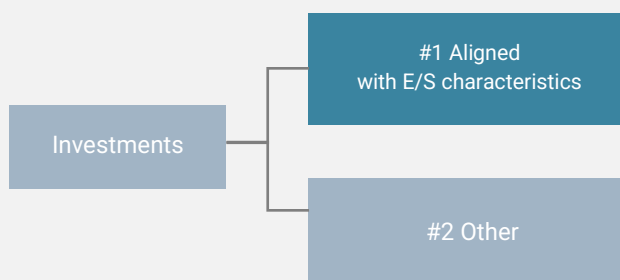 #1 Aligned
with E/S characteristics
Investments
#2 Other